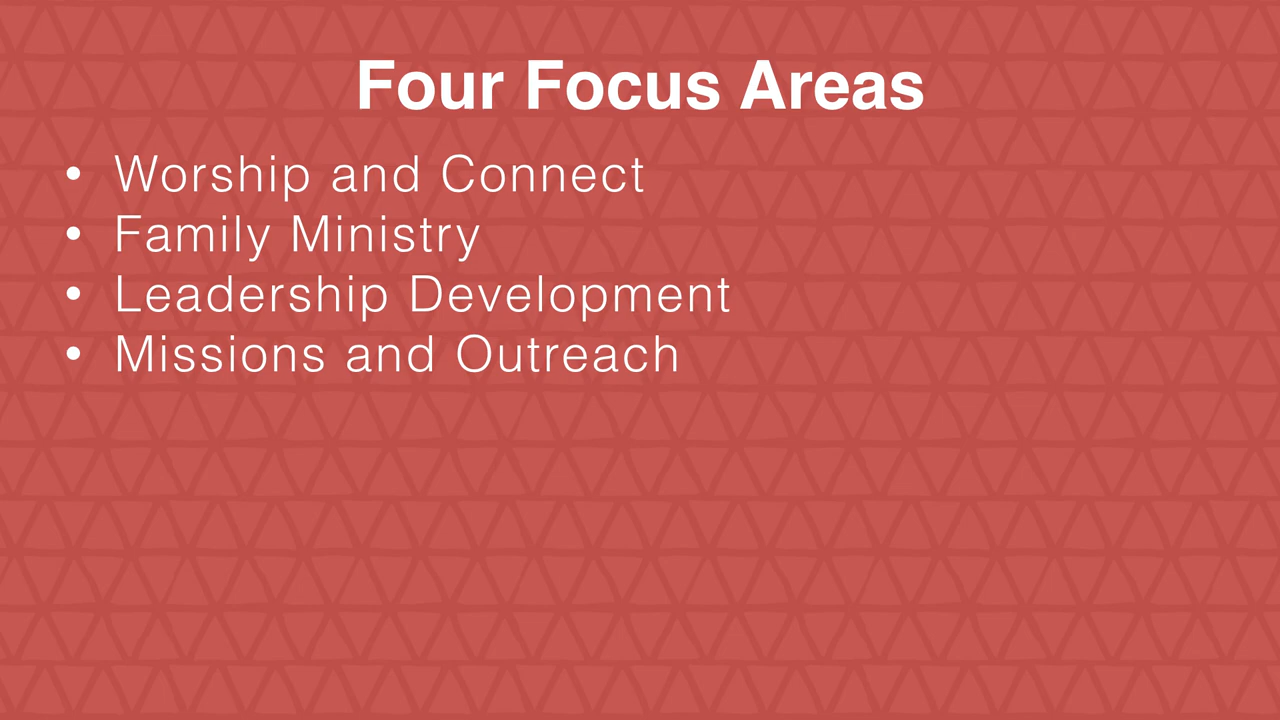 Four Focus Areas
• Worship and Connect
• Family Ministry
• Leadership Development
• Missions and Outreach